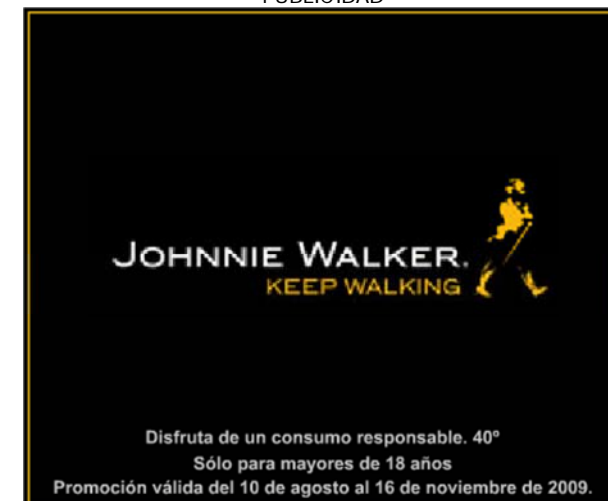 PUBLICIDAD
JOHNNIE WALKER.
KEEP WALKING
Disfruta de un consumo responsable. 40º
Sólo para mayores de 18 años
Promoción válida del 10 de agosto al 16 de noviembre de 2009.